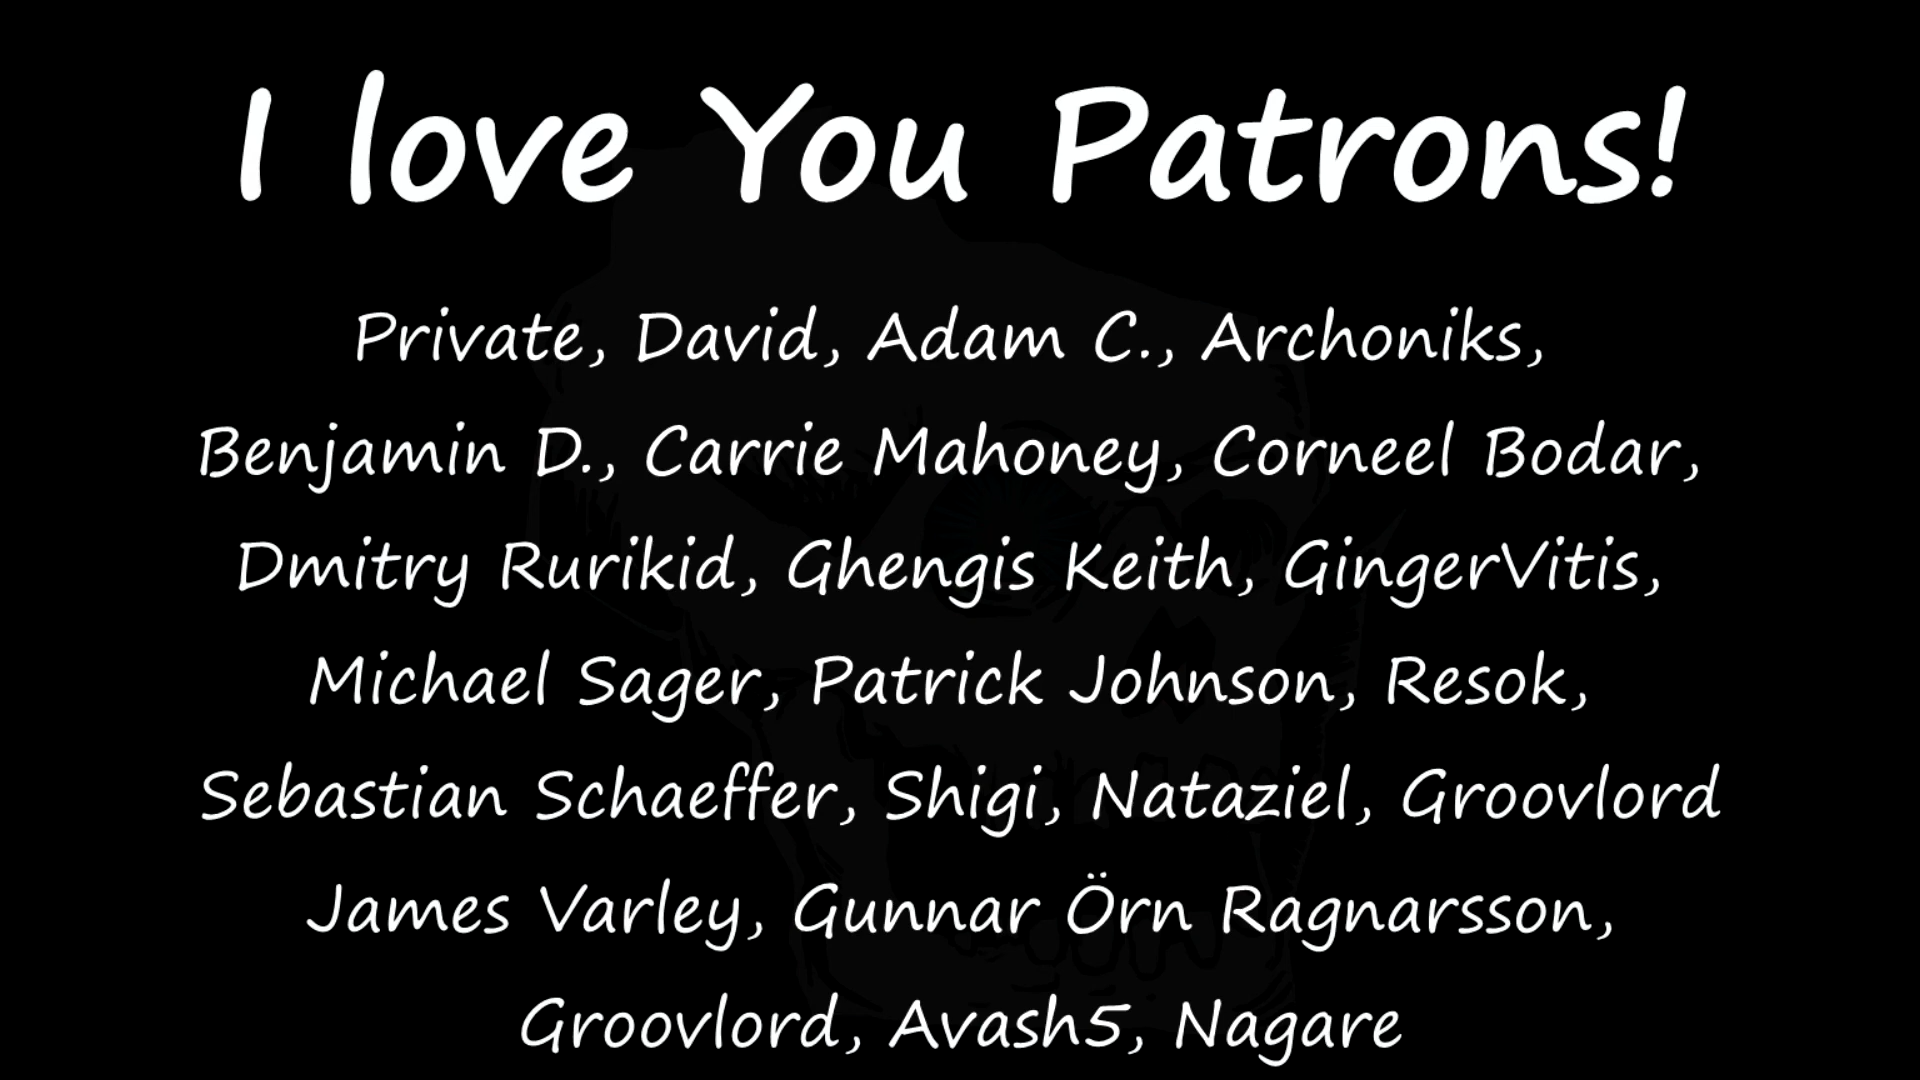 I love You Patrons!
Private, David, Adam C., Archoniks,
Benjamin D., Carrie Mahoney, Corneel Bodar,
Dmitry Rurikid, Ghengis Keith, GingerVitis,
Michael Sager, Patrick Johnson, Resok,
Sebastian Schaeffer, Shigi, Nataziel, Groovlord
James Varley, Gunnar Örn Ragnarsson,
Groovlord, Avash5, Nagare